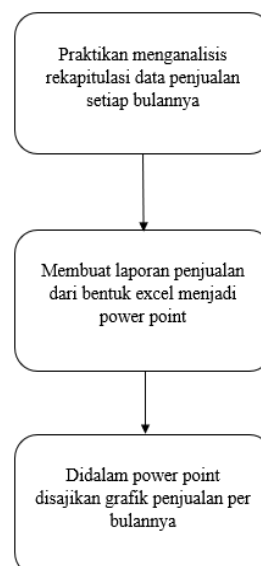 Praktikan menganalisis
rekapitulasi data penjualan
setiap bulannya
Membuat laporan penjualan
dari bentuk excel menjadi
power point
Didalam power point
disajikan grafik penjualan per
bulannya